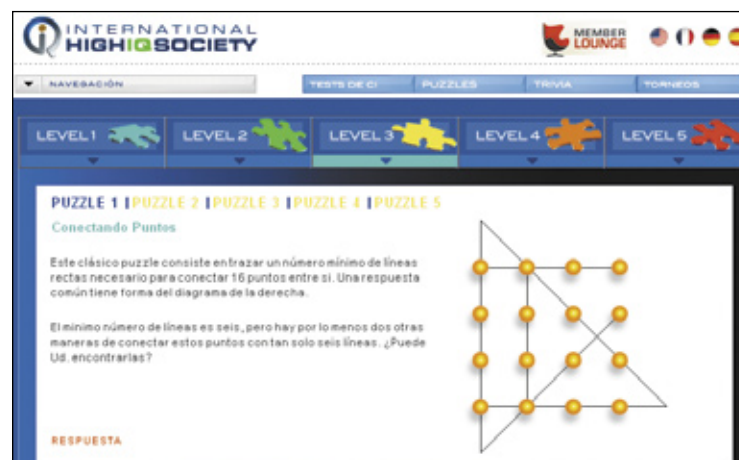 INTERNATIONAL
HIGHIQSOCIETY
MEMBER
LOUNGE
NAVEGACIÓN
TESTS DE CI
PUZZLES
TRIVIA
TORNEOS
LEVEL 1
LEVEL 2
LEVEL 3
LEVEL 4
LEVEL 5
PUZZLE 1 | PUZZLE 2 | PUZZLE 3 | PUZZLE 4 | PUZZLE 5
Conectando Puntos
Este clásico puzzle consiste en trazar un número mínimo de líneas
rectas necesario para conectar 16 puntos entre si. Una respuesta
común tiene forma del diagrama de la derecha.
El minimo número de líneas es seis, pero hay por lo menos dos otras
maneras de conectar estos puntos con tan solo seis líneas. ¿Puede
Ud. encontrarlas?
RESPUESTA